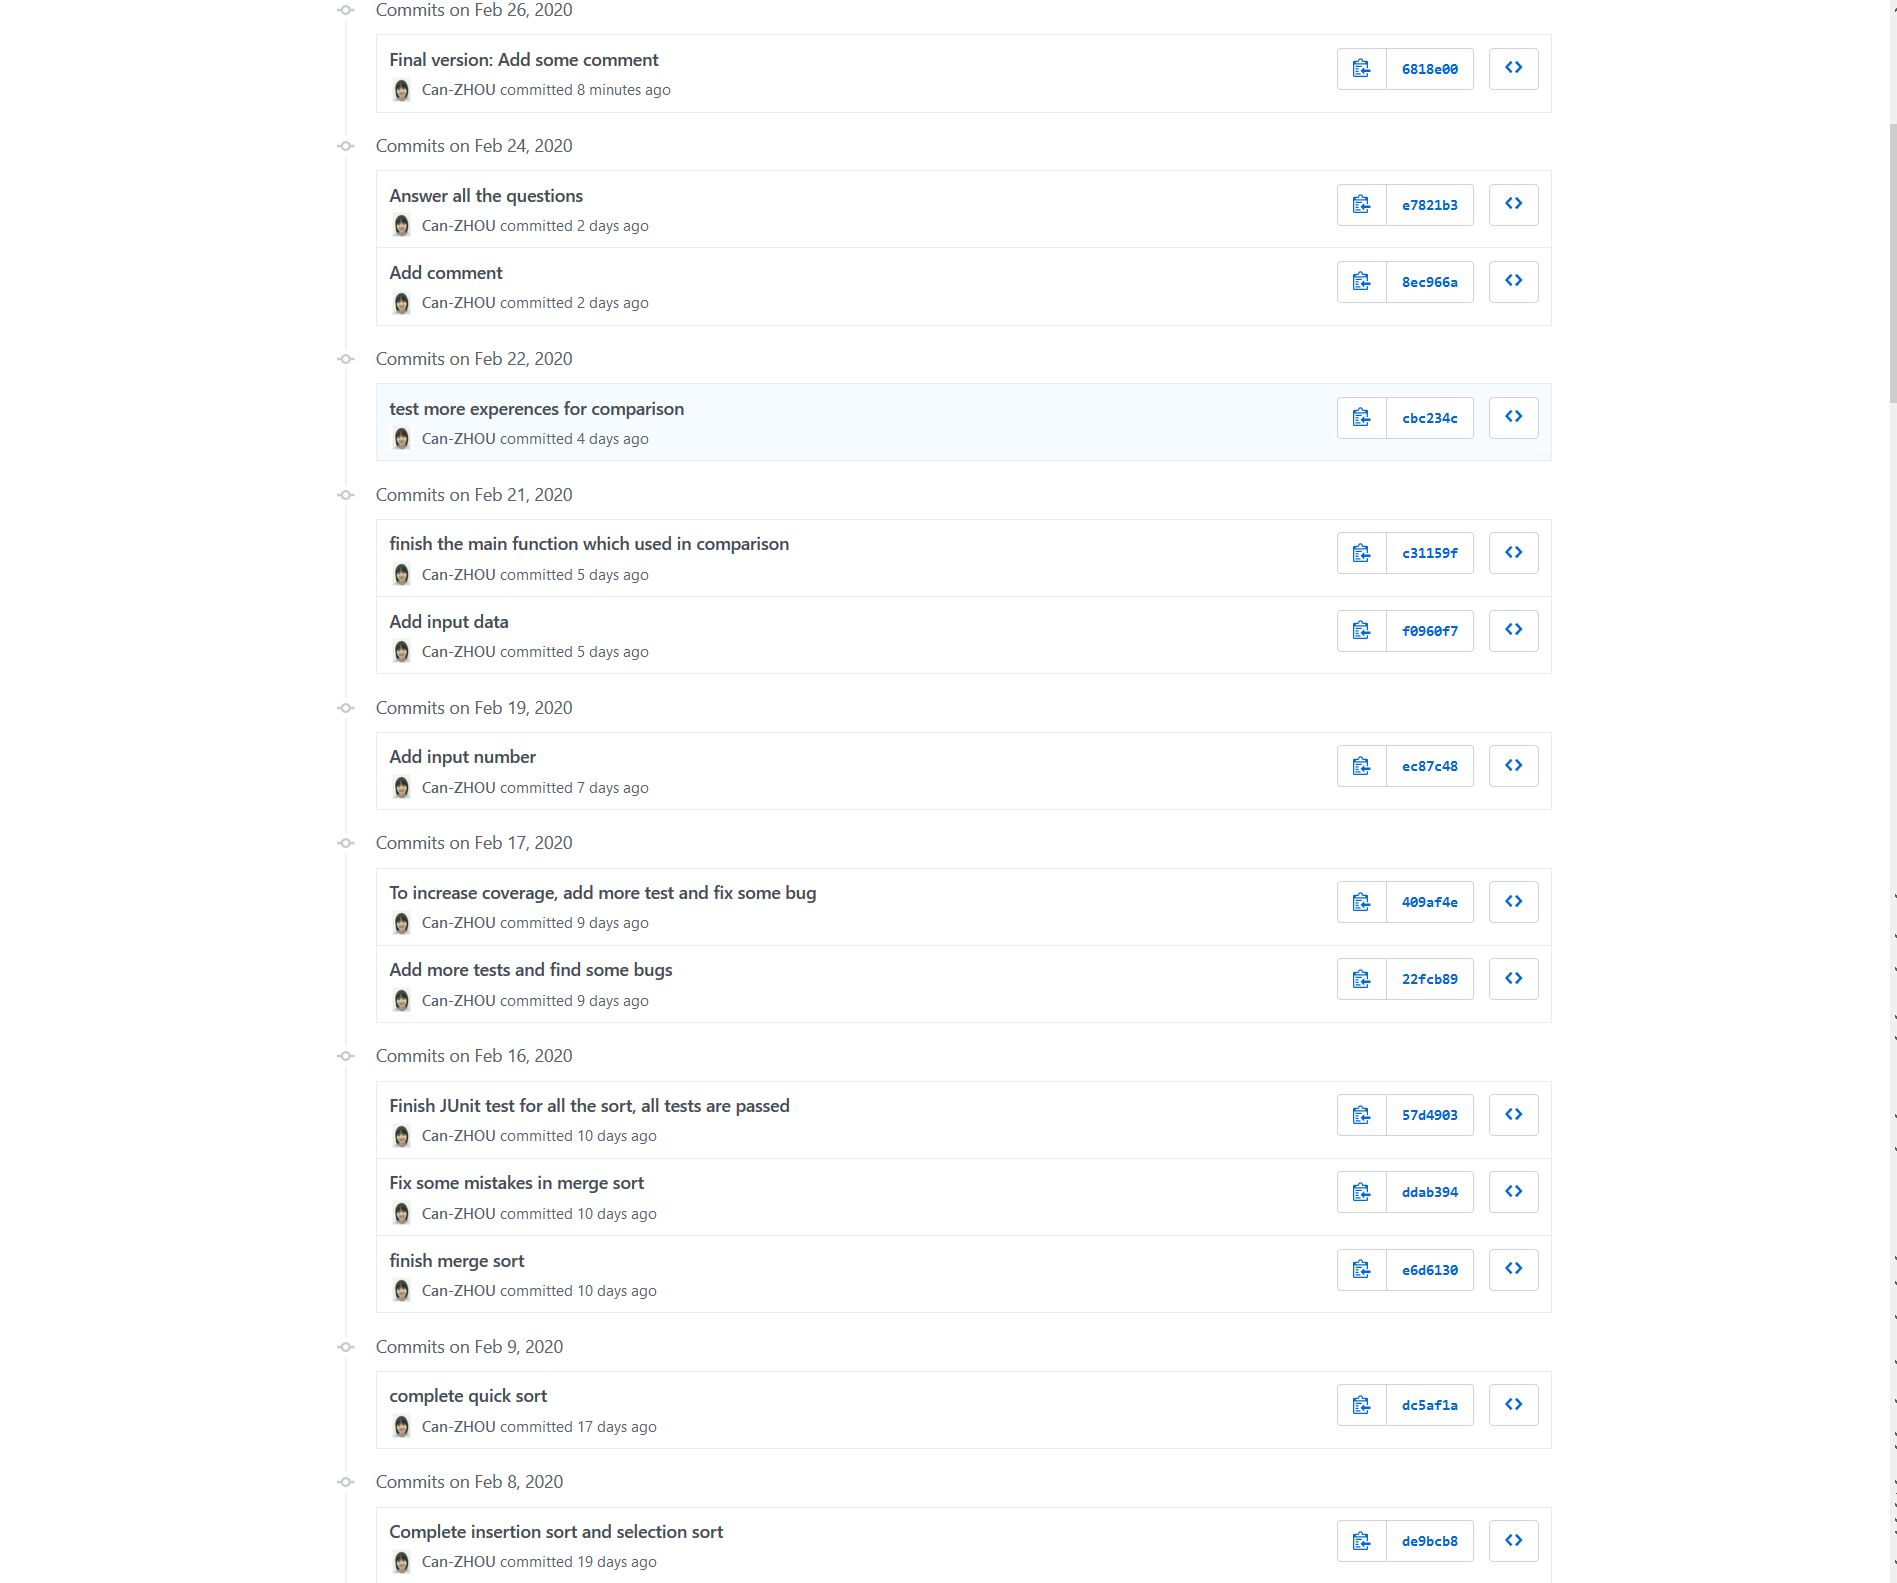 Commits on Feb 26, 2020
Final version: Add some comment
6818e00
Can-ZHOU committed 8 minutes ago
Commits on Feb 24, 2020
Answer all the questions
e7821b3
Can-ZHOU committed 2 days ago
Add comment
8ec966a
Can-ZHOU committed 2 days ago
Commits on Feb 22, 2020
test more experences for comparison
cbc234c
Can-ZHOU committed 4 days ago
Commits on Feb 21, 2020
finish the main function which used in comparison
c31159f
Can-ZHOU committed 5 days ago
Add input data
f0960f7
Can-ZHOU committed 5 days ago
Commits on Feb 19, 2020
Add input number
ec87c48
Can-ZHOU committed 7 days ago
Commits on Feb 17, 2020
To increase coverage, add more test and fix some bug
409af4e
Can-ZHOU committed 9 days ago
Add more tests and find some bugs
22fcb89
Can-ZHOU committed 9 days ago
Commits on Feb 16, 2020
Finish JUnit test for all the sort, all tests are passed
57d4903
Can-ZHOU committed 10 days ago
Fix some mistakes in merge sort
ddab394
Can-ZHOU committed 10 days ago
finish merge sort
e6d6130
Can-ZHOU committed 10 days ago
Commits on Feb 9, 2020
complete quick sort
dc5af1a
Can-ZHOU committed 17 days ago
Commits on Feb 8, 2020
Complete insertion sort and selection sort
de9bcb8
Can-ZHOU committed 19 days ago